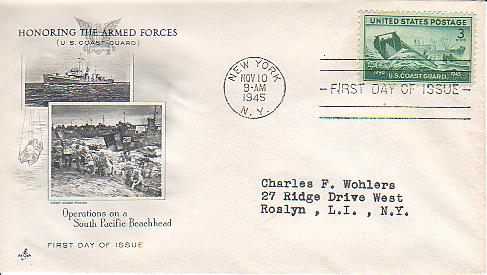 HONORING THE ARMED FORCES
(U.S. COAST GUARD)
Operations on a
South Pacific Beachhead
FIRST DAY OF ISSUE
NEW YORK
NOV 10
9-AM
1945
N.Y.
UNITED STATES POSTAGE
3
1790 U.S. COAST GUARD 1945
FIRST DAY OF ISSUE
Charles F. Wohlers
27 Ridge Drive West
Roslyn , L.I. , N.Y.